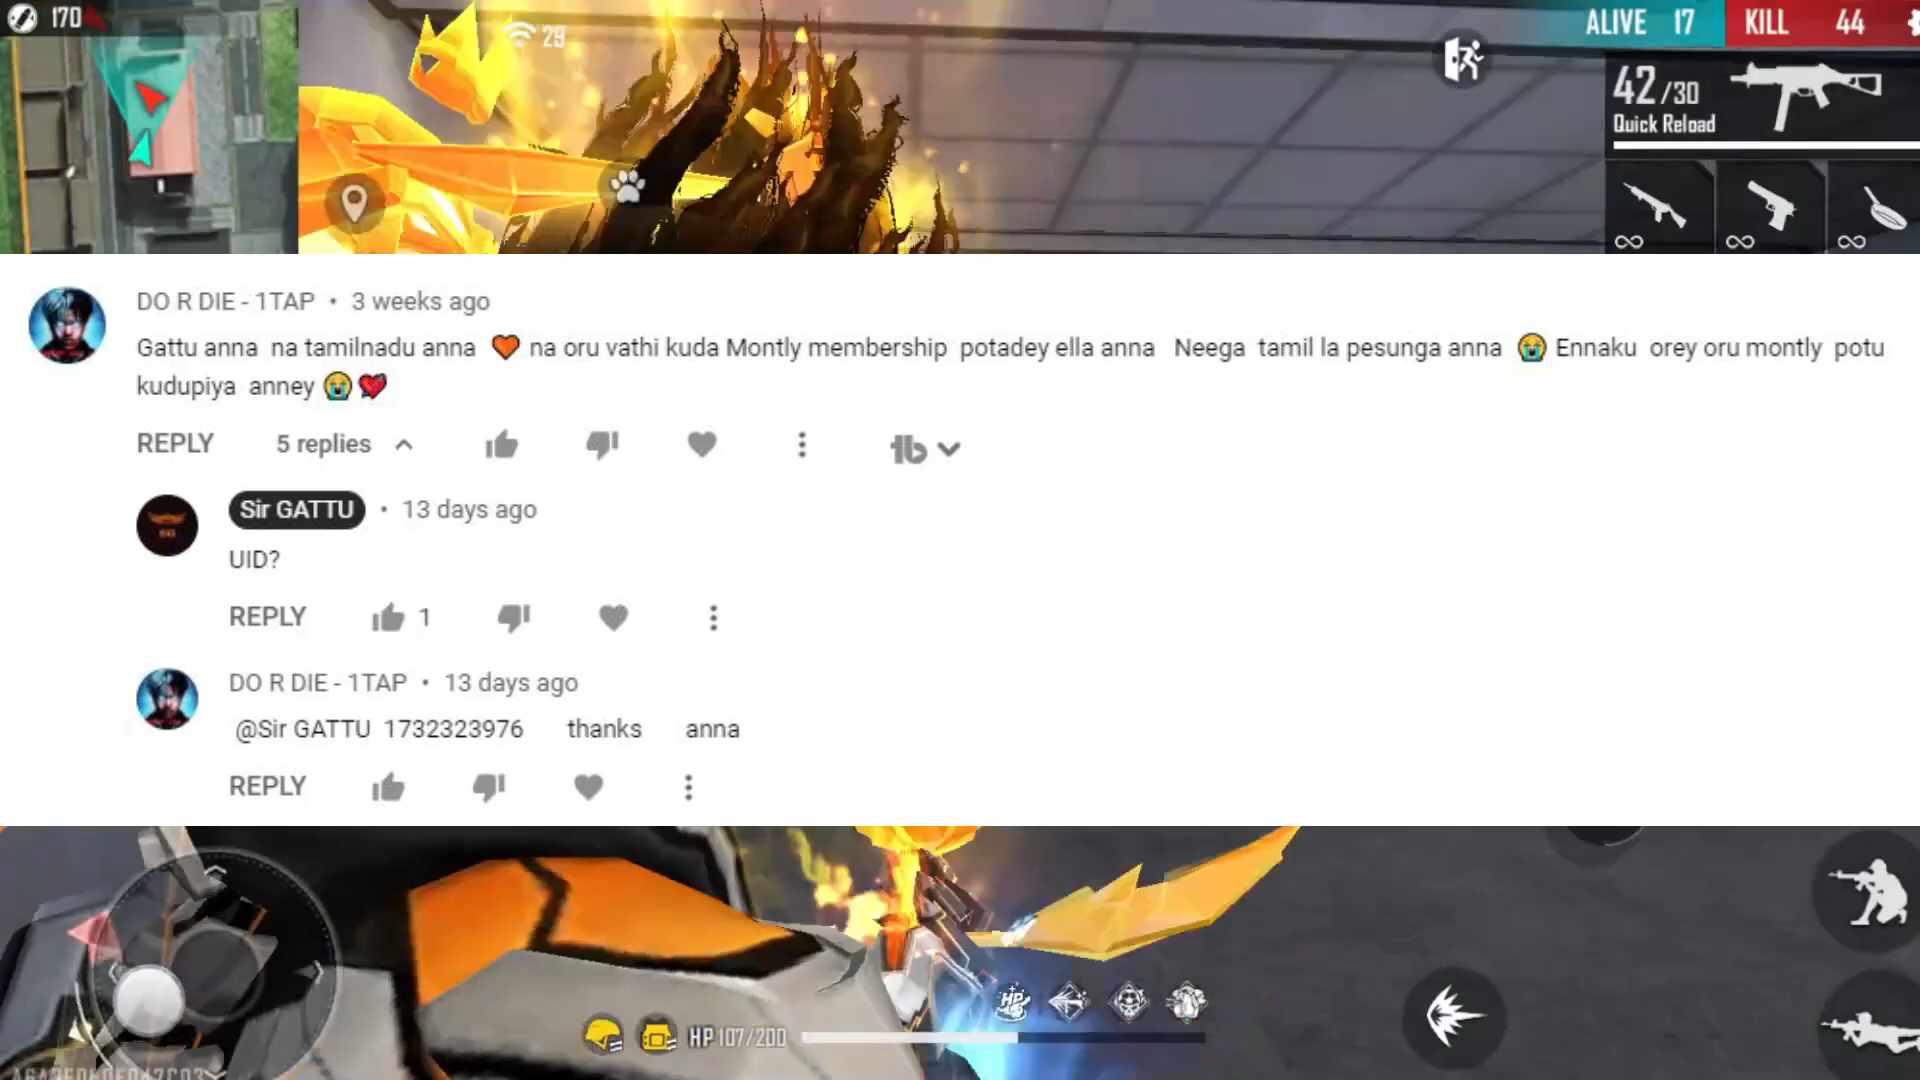 170
29
ALIVE 17 KILL 44
42/30
Quick Reload
DO R DIE - 1TAP • 3 weeks ago
Gattu anna na tamilnadu anna 🧡 na oru vathi kuda Montly membership potadey ella anna Neega tamil la pesunga anna 😭 Ennaku orey oru montly potu
kudupiya anney 😭💘
REPLY 5 replies
Sir GATTU • 13 days ago
UID?
REPLY 1
DO R DIE - 1TAP • 13 days ago
@Sir GATTU 1732323976 thanks anna
REPLY
HP 107/200